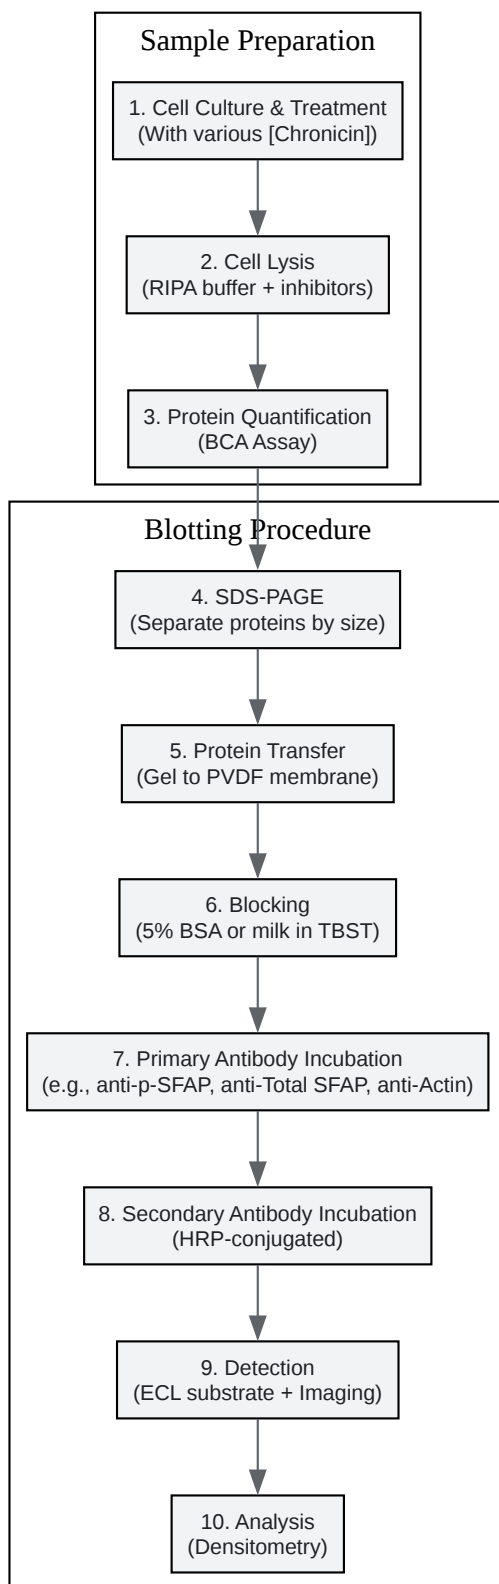 Sample Preparation
1. Cell Culture & Treatment
(With various [Chronicin])
2. Cell Lysis
(RIPA buffer + inhibitors)
3. Protein Quantification
(BCA Assay)
Blotting Procedure
4. SDS-PAGE
(Separate proteins by size)
5. Protein Transfer
(Gel to PVDF membrane)
6. Blocking
(5% BSA or milk in TBST)
7. Primary Antibody Incubation
(e.g., anti-p-SFAP, anti-Total SFAP, anti-Actin)
8. Secondary Antibody Incubation
(HRP-conjugated)
9. Detection
(ECL substrate + Imaging)
10. Analysis
(Densitometry)